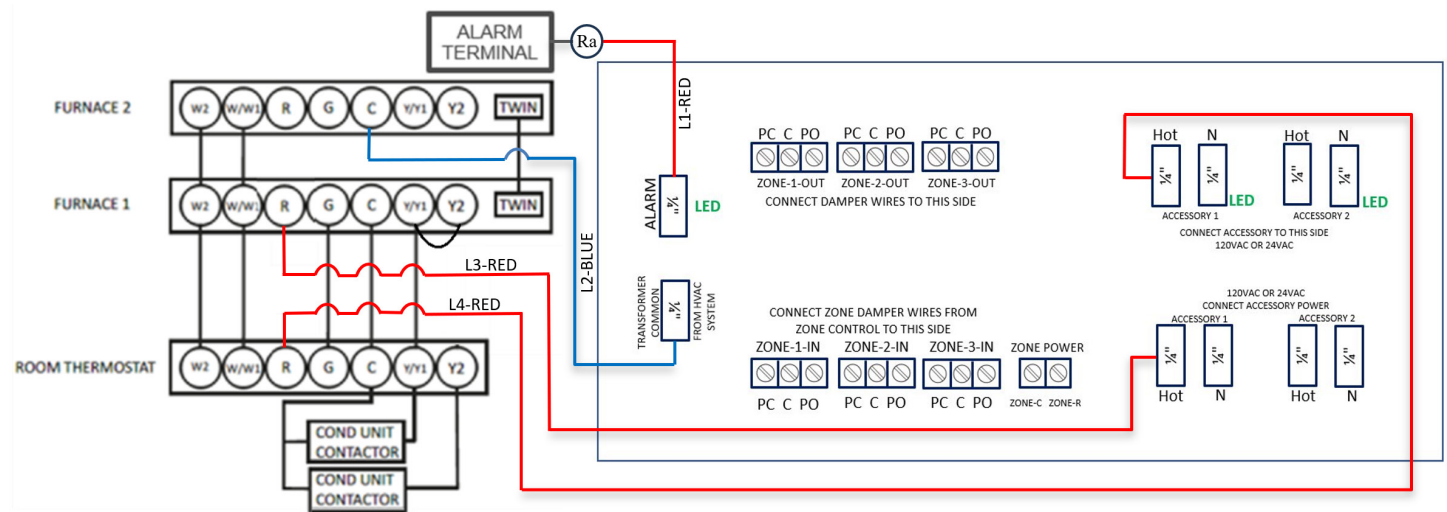 ALARM
TERMINAL
Ra
FURNACE 2
W2 W/W1 R G C Y/Y1 Y2 TWIN
FURNACE 1
W2 W/W1 R G C Y/Y1 Y2 TWIN
L1-RED
L2-BLUE
L3-RED
L4-RED
ROOM THERMOSTAT
W2 W/W1 R G C Y/Y1 Y2
COND UNIT
CONTACTOR
COND UNIT
CONTACTOR
ALARM
¼"
LED
TRANSFORMER
COMMON
¼"
FROM HVAC
SYSTEM
PC C PO PC C PO PC C PO
ZONE-1-OUT ZONE-2-OUT ZONE-3-OUT
CONNECT DAMPER WIRES TO THIS SIDE
CONNECT ZONE DAMPER WIRES FROM
ZONE CONTROL TO THIS SIDE
ZONE-1-IN ZONE-2-IN ZONE-3-IN ZONE POWER
PC C PO PC C PO PC C PO ZONE-C ZONE-R
Hot N Hot N
¼" ¼" ¼" ¼"
LED LED
ACCESSORY 1 ACCESSORY 2
CONNECT ACCESSORY TO THIS SIDE
120VAC OR 24VAC
120VAC OR 24VAC
CONNECT ACCESSORY POWER
ACCESSORY 1 ACCESSORY 2
¼" ¼" ¼" ¼"
Hot N Hot N